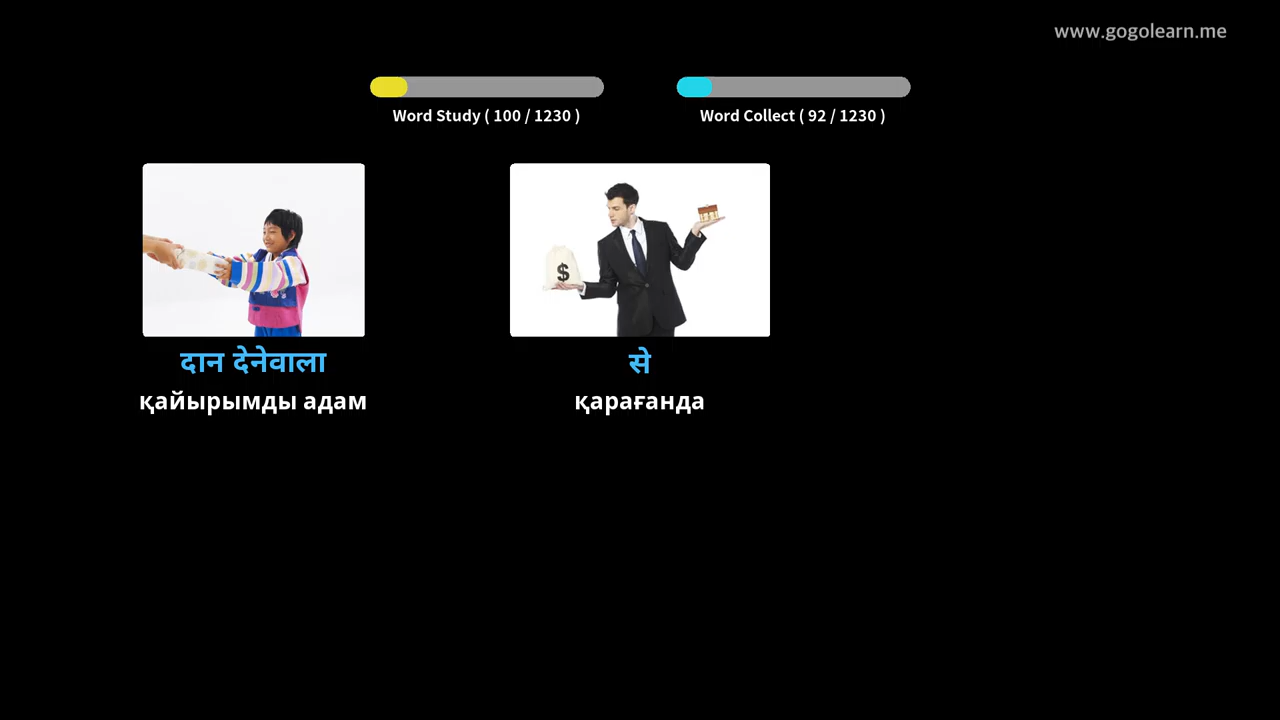 www.gogolearn.me
Word Study ( 100 / 1230 )
Word Collect ( 92 / 1230 )
$
दान देनेवाला
से
қайырымды адам
қарағанда